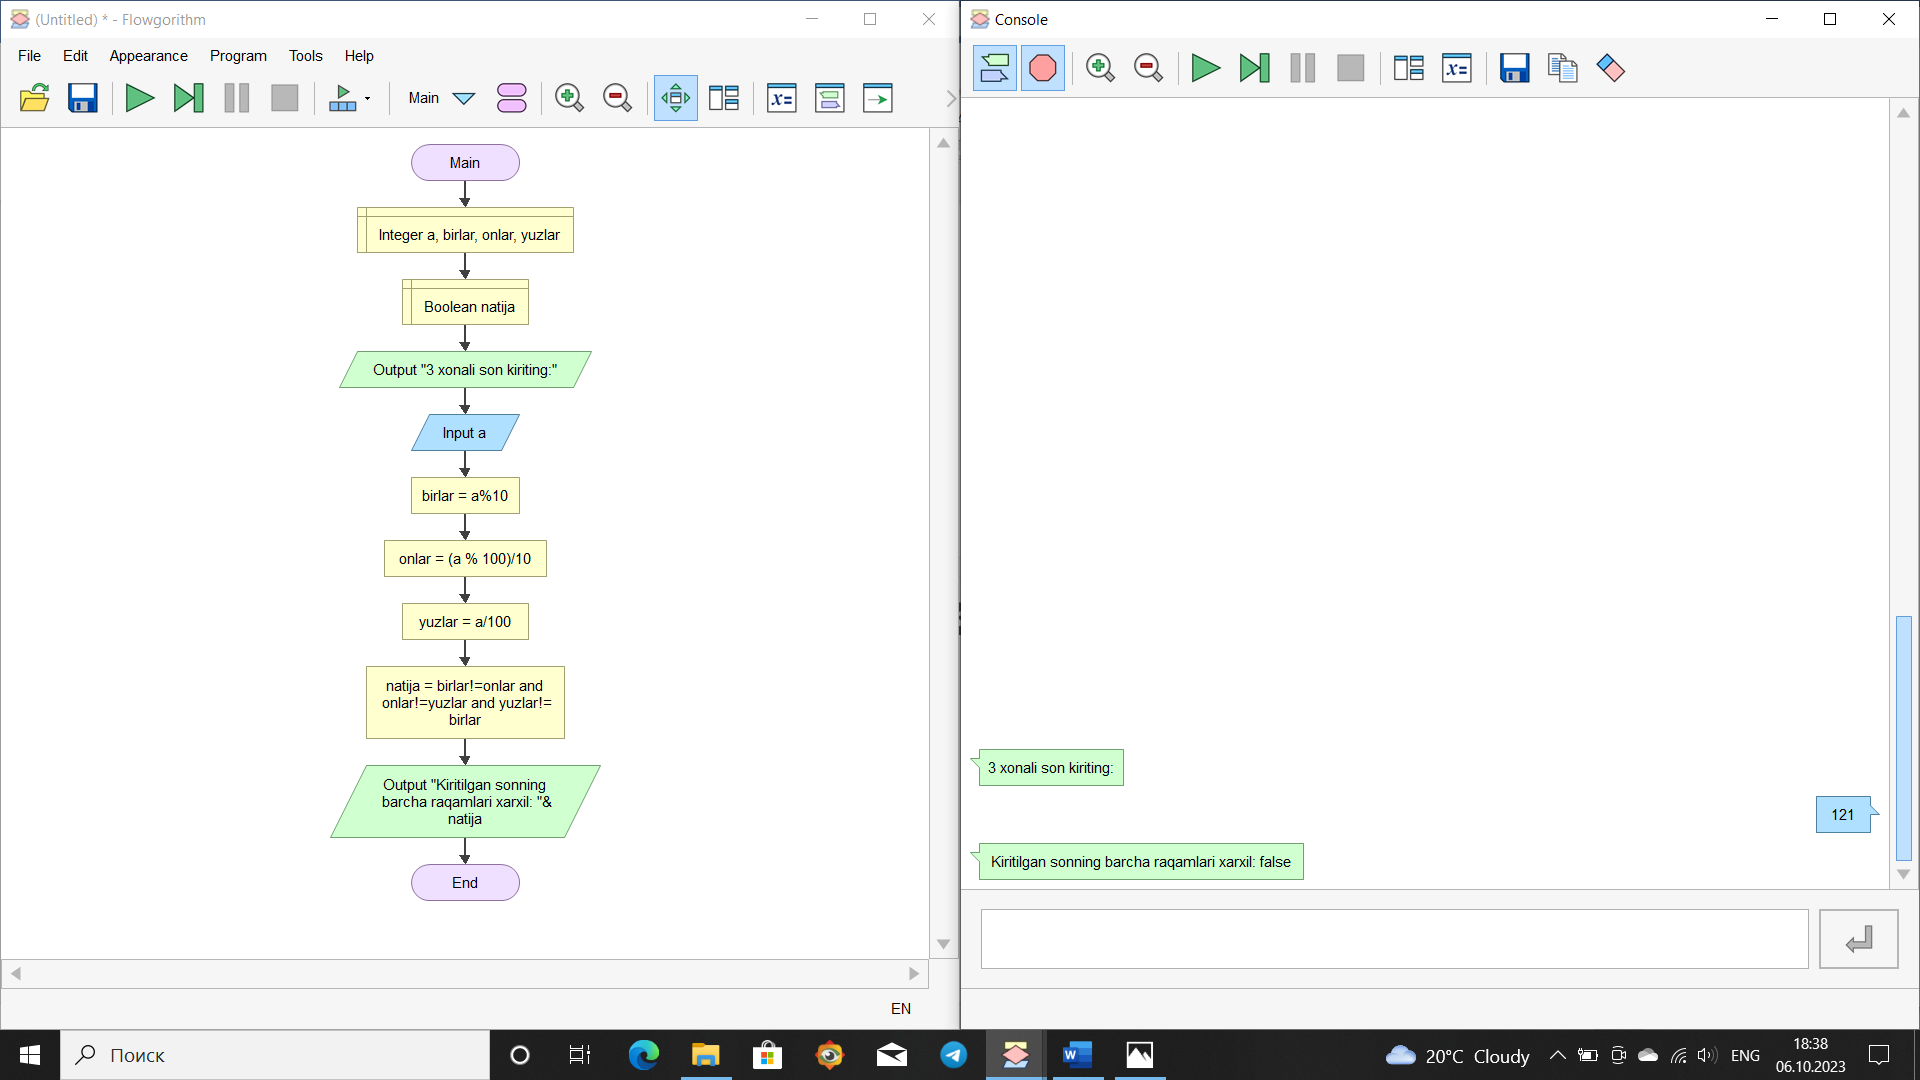 (Untitled) * - Flowgorithm
File Edit Appearance Program Tools Help
Main
x=
Main
Integer a, birlar, onlar, yuzlar
Boolean natija
Output "3 xonali son kiriting:"
Input a
birlar = a%10
onlar = (a % 100)/10
yuzlar = a/100
natija = birlar!=onlar and
onlar!=yuzlar and yuzlar!=
birlar
Output "Kiritilgan sonning
barcha raqamlari xarxil: "&
natija
End
EN
Console
x=
3 xonali son kiriting:
121
Kiritilgan sonning barcha raqamlari xarxil: false
Поиск
W
20°C Cloudy
ENG
18:38
06.10.2023